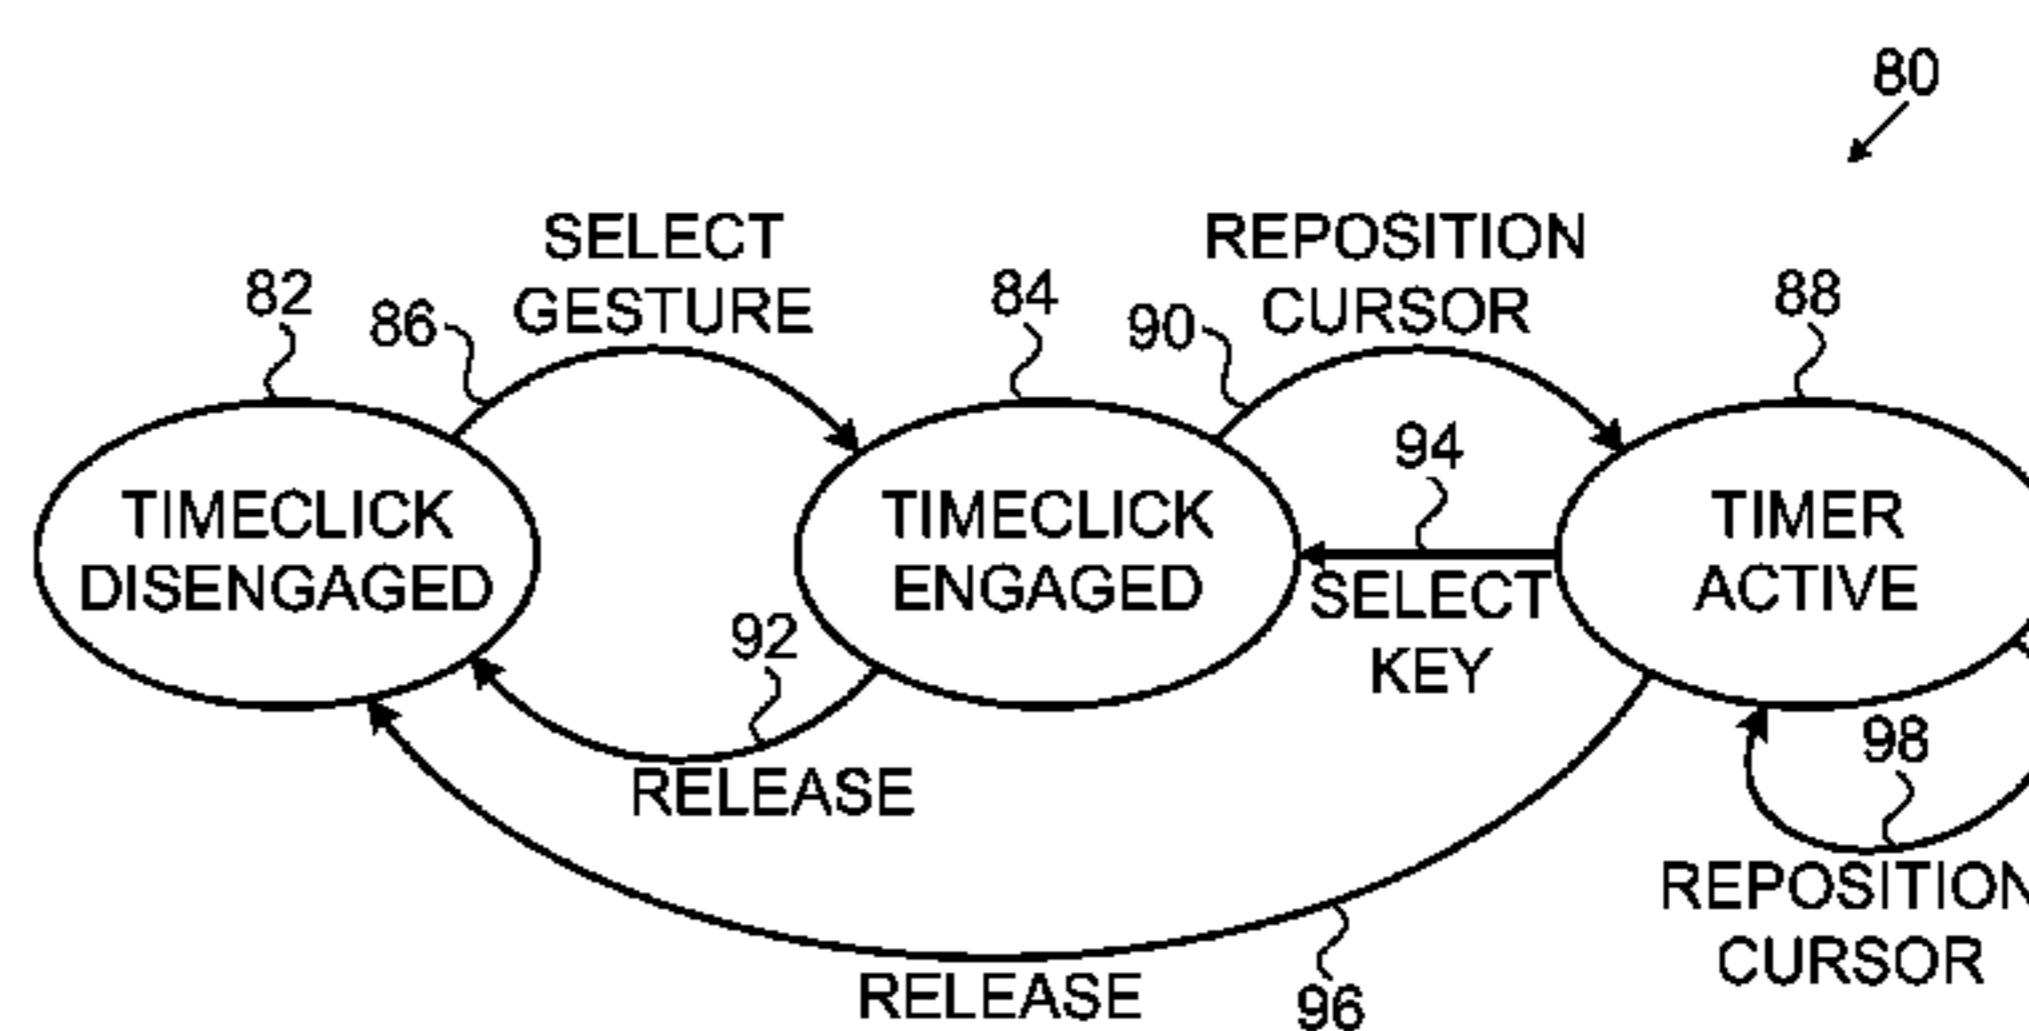 80
SELECT
GESTURE
REPOSITION
CURSOR
82
86
84
90
88
94
TIMECLICK
DISENGAGED
TIMECLICK
ENGAGED
TIMER
ACTIVE
SELECT
KEY
92
RELEASE
98
REPOSITION
CURSOR
RELEASE
96